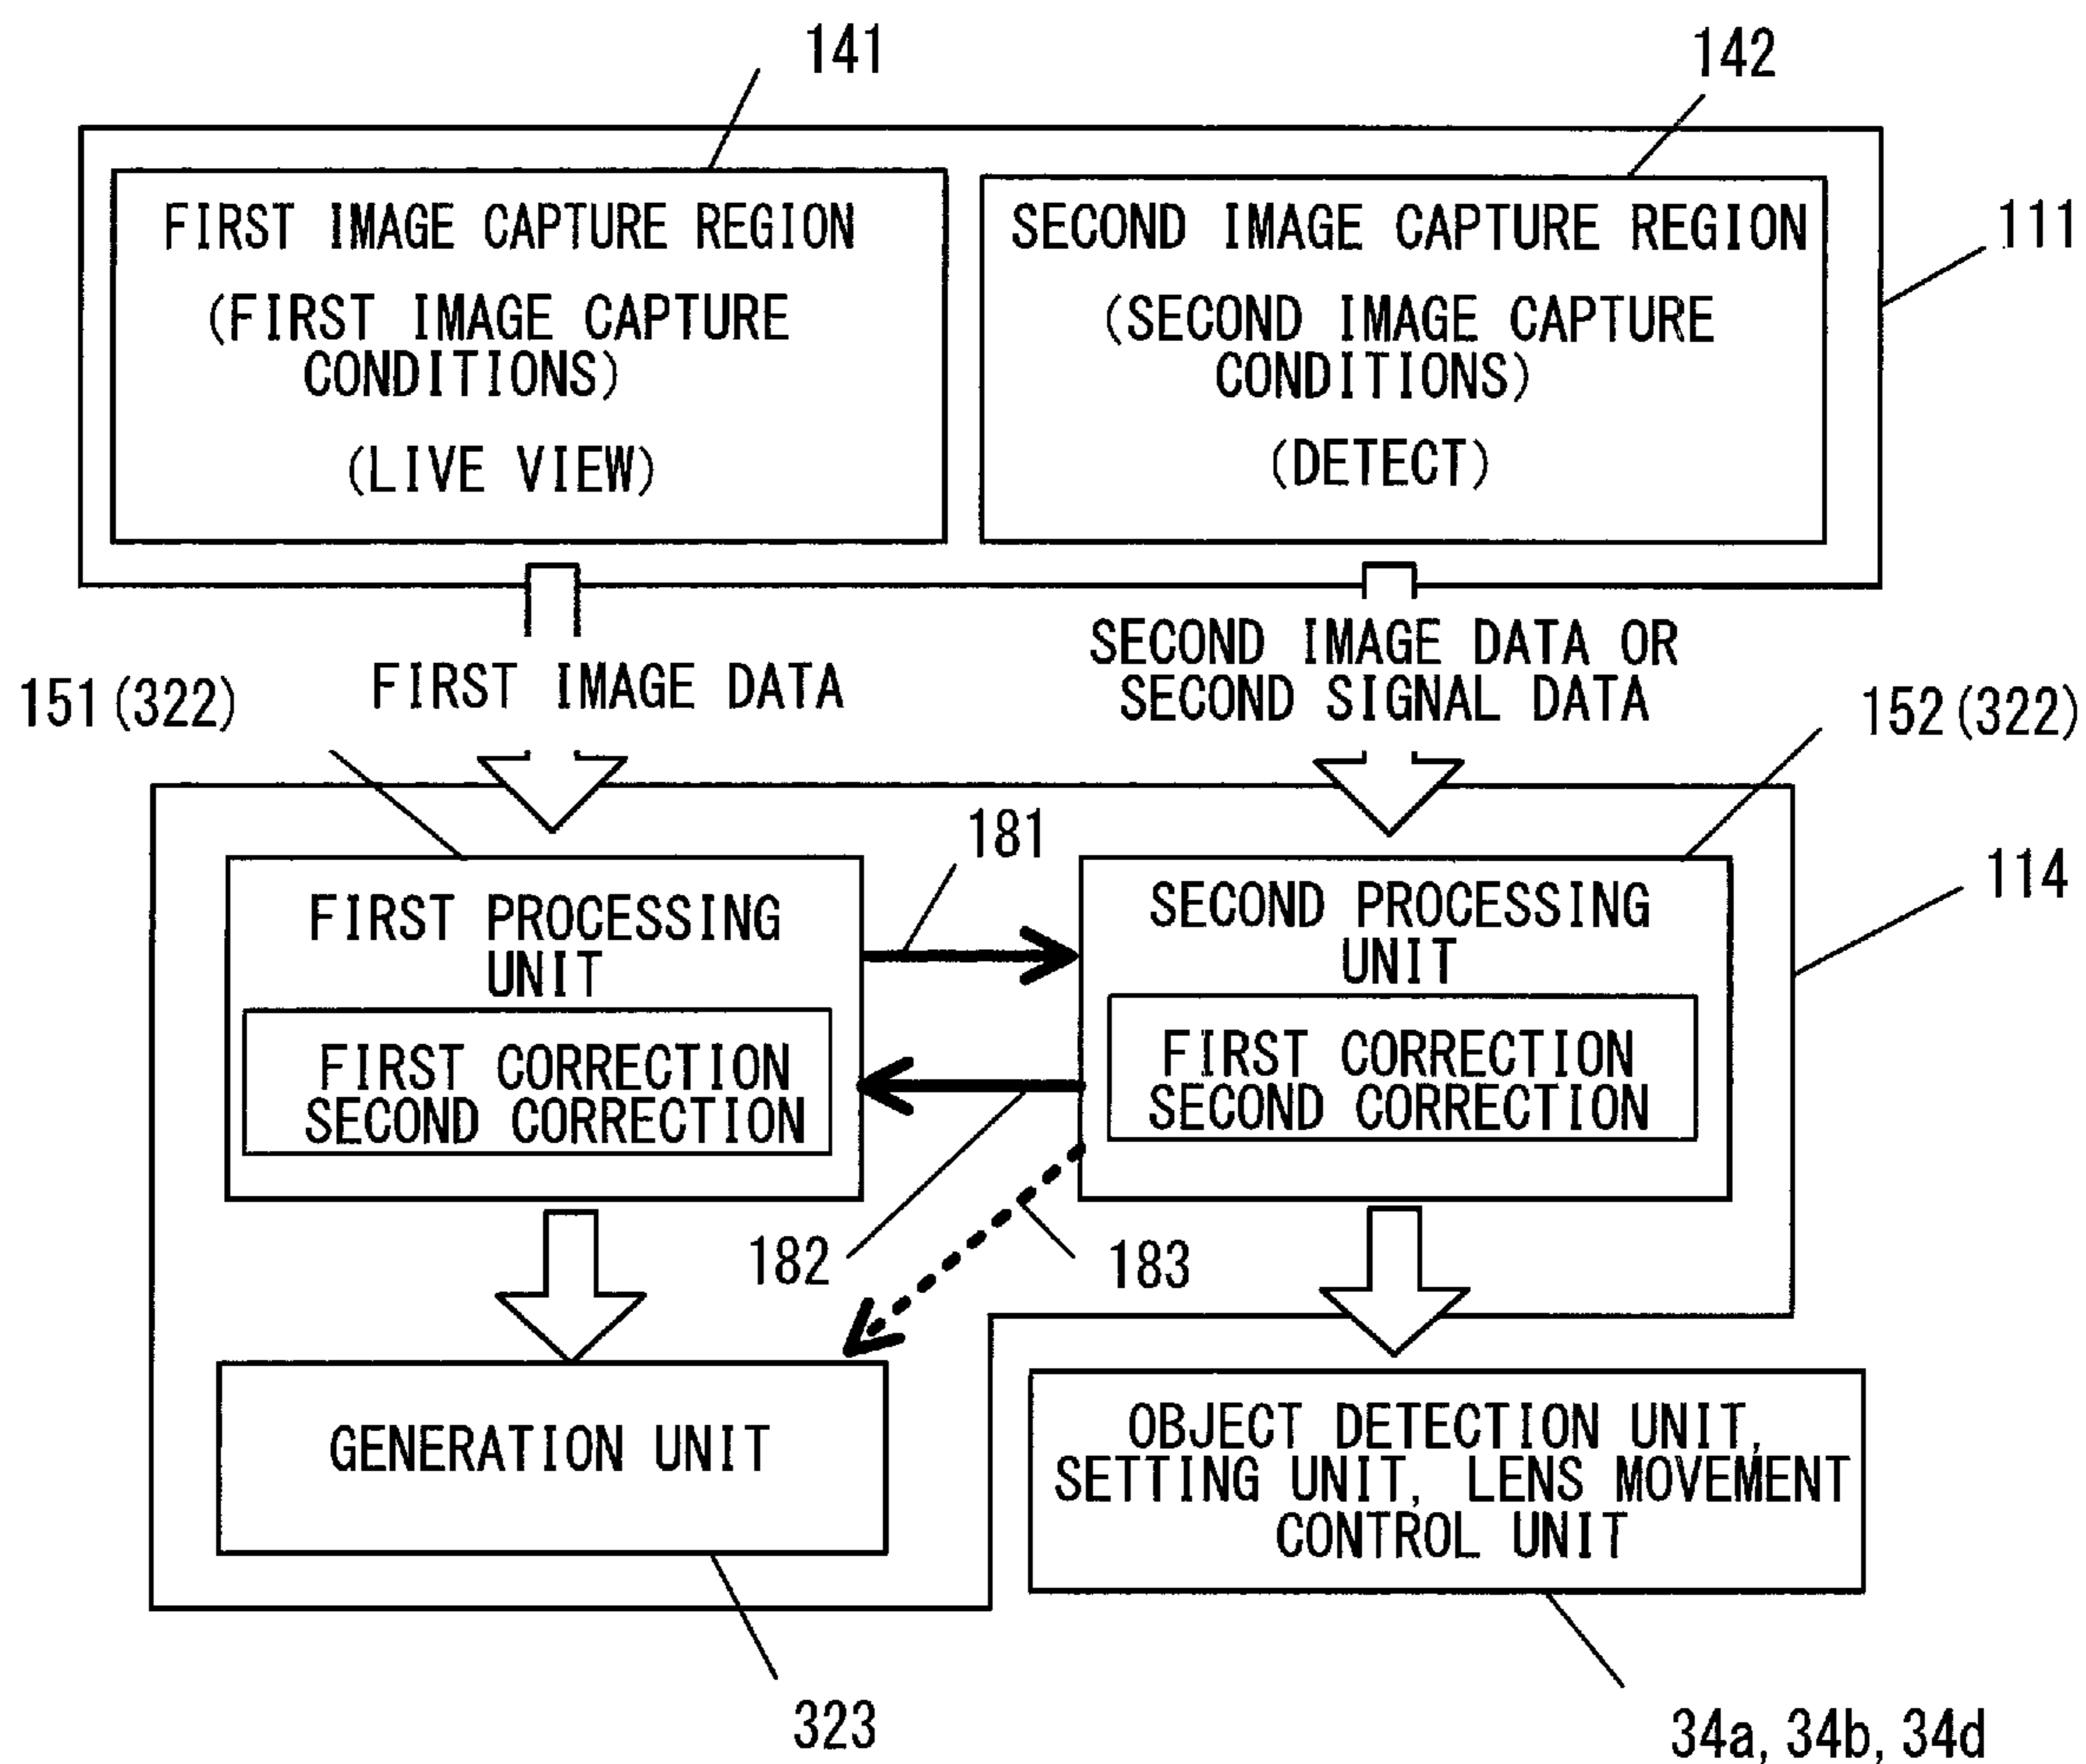 141
142
FIRST IMAGE CAPTURE REGION
(FIRST IMAGE CAPTURE
CONDITIONS)
(LIVE VIEW)
SECOND IMAGE CAPTURE REGION
(SECOND IMAGE CAPTURE
CONDITIONS)
(DETECT)
111
FIRST IMAGE DATA
SECOND IMAGE DATA OR
SECOND SIGNAL DATA
151(322)
152(322)
181
114
FIRST PROCESSING
UNIT
FIRST CORRECTION
SECOND CORRECTION
SECOND PROCESSING
UNIT
FIRST CORRECTION
SECOND CORRECTION
182
183
GENERATION UNIT
OBJECT DETECTION UNIT,
SETTING UNIT, LENS MOVEMENT
CONTROL UNIT
323
34a, 34b, 34d